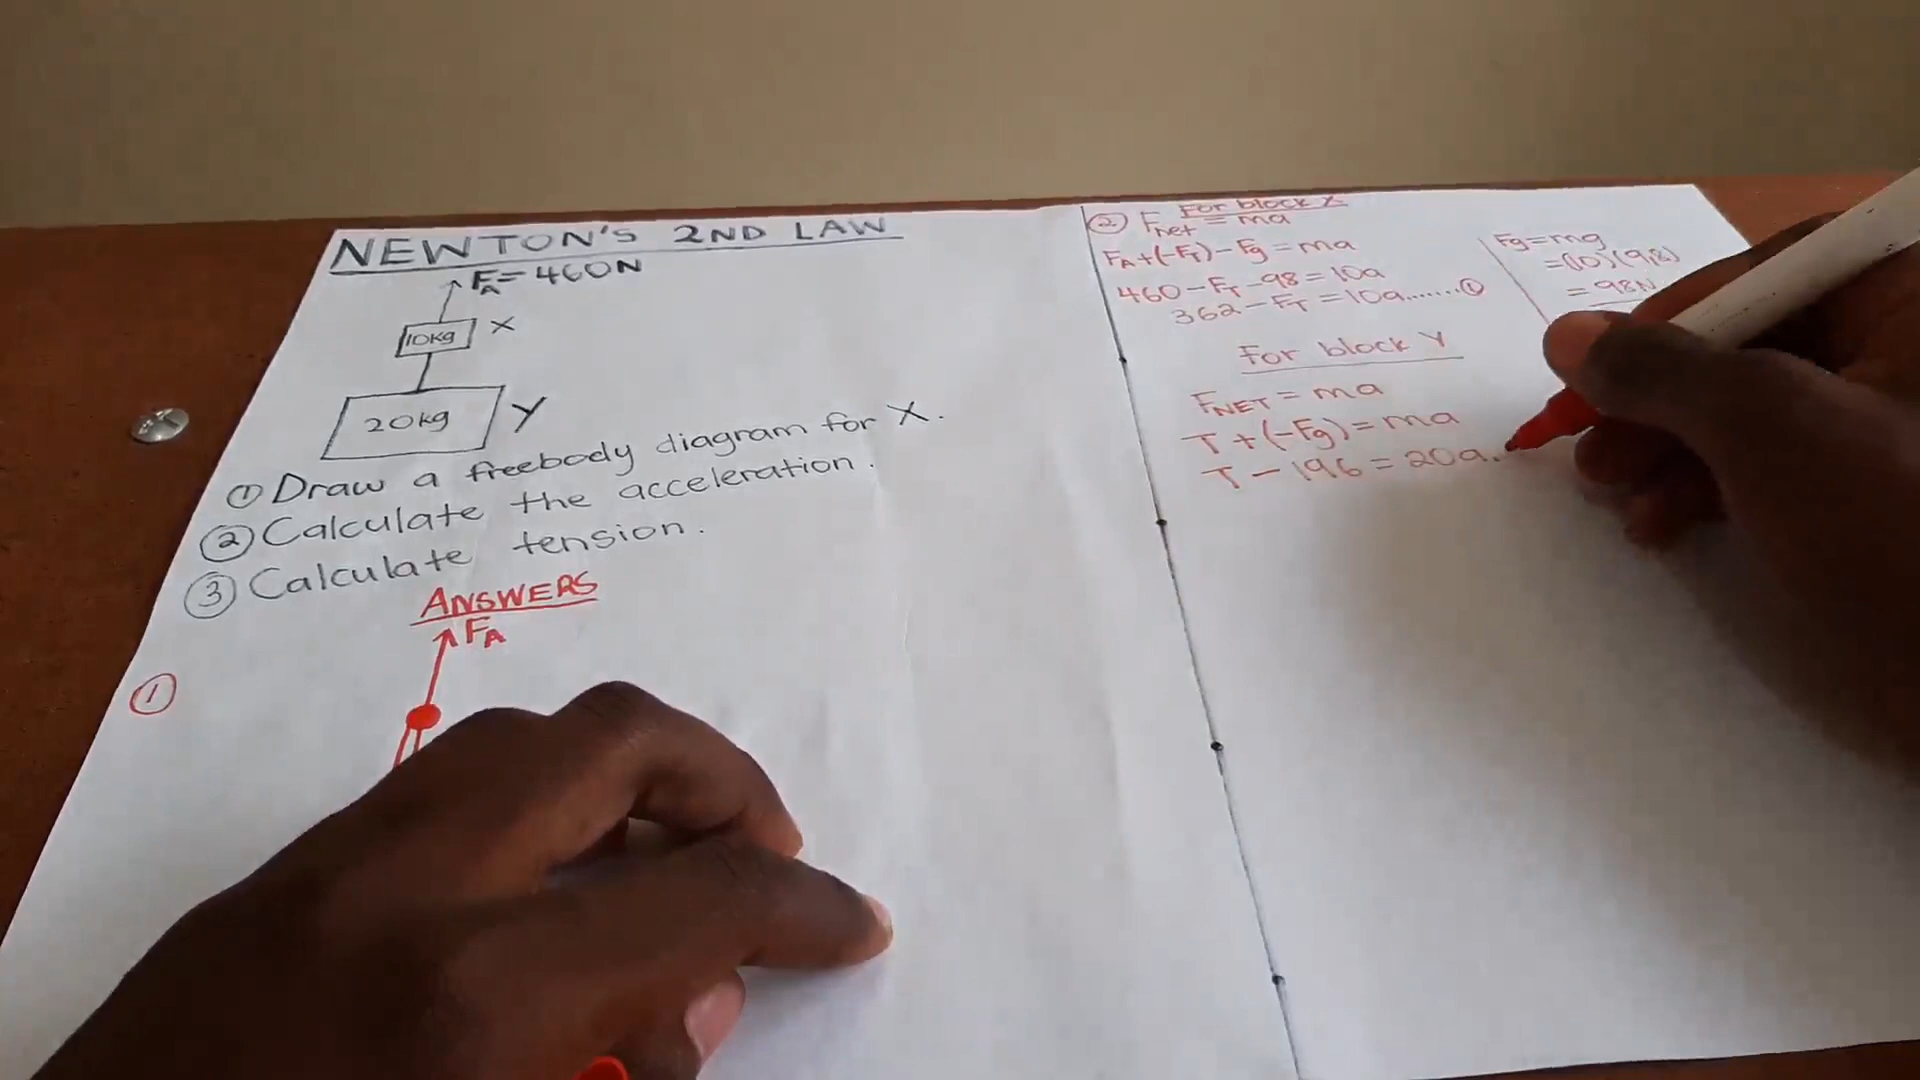 NEWTON'S 2ND LAW
FA = 460N
10kg X
20kg Y
① Draw a freebody diagram for X.
② Calculate the acceleration.
③ Calculate tension.
ANSWERS
FA
①
For block X
② Fnet = ma
FA+(-FT)-Fg = ma
460-FT-98 = 10a
362-FT = 10a.......①
Fg = mg
=(10)(9,8)
= 98N
For block Y
FNET = ma
T+(-Fg) = ma
T-196 = 20a..